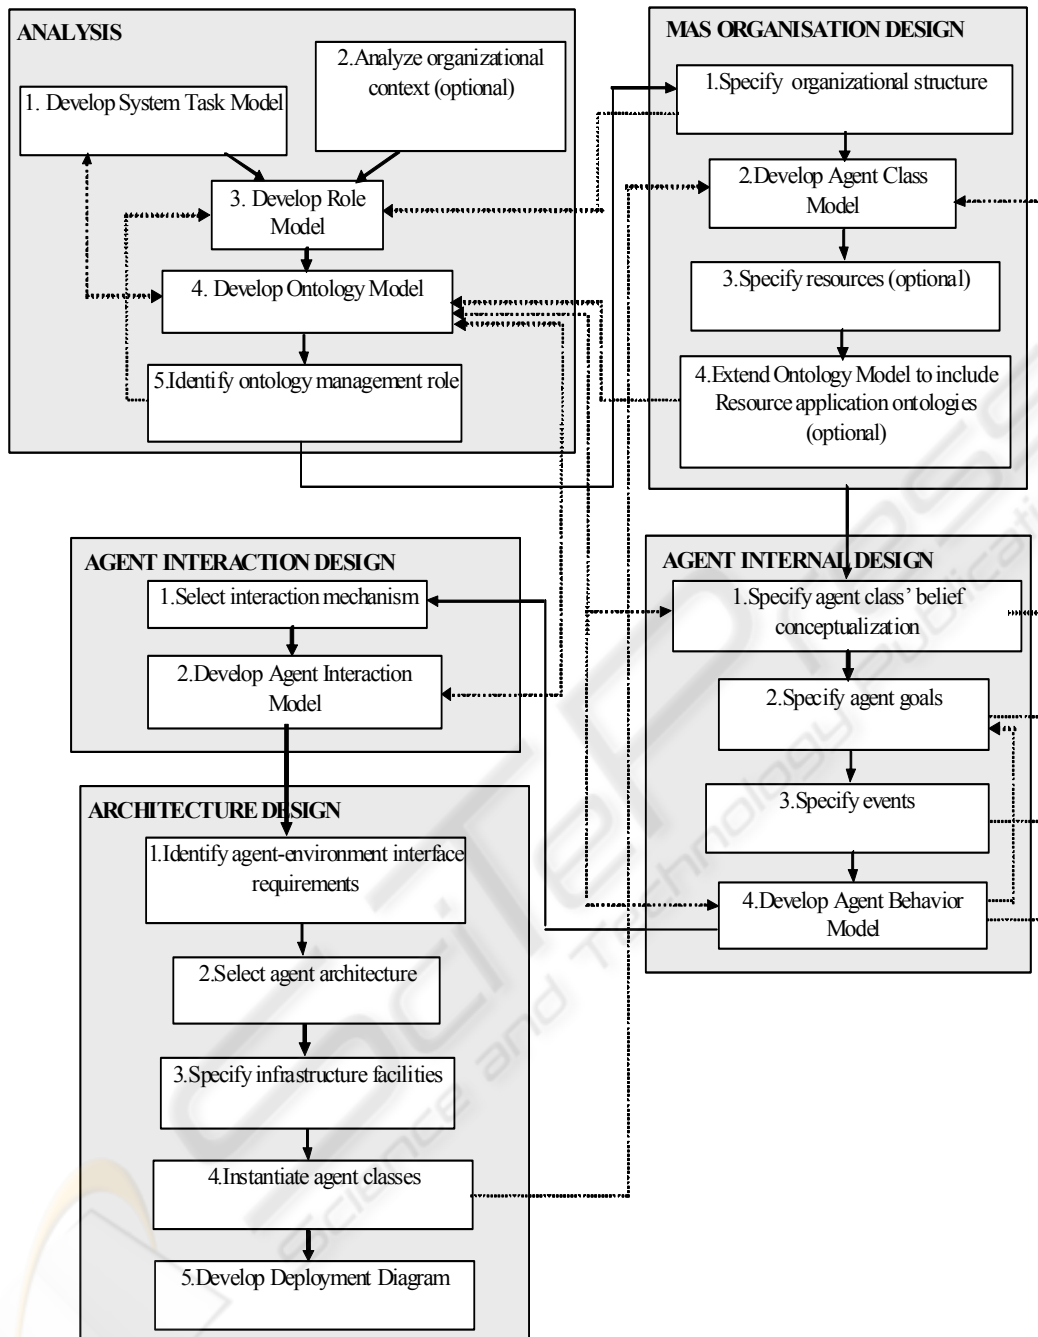 ANALYSIS
1. Develop System Task Model
2.Analyze organizational
context (optional)
3. Develop Role
Model
4. Develop Ontology Model
5.Identify ontology management role
MAS ORGANISATION DESIGN
1.Specify organizational structure
2.Develop Agent Class
Model
3.Specify resources (optional)
4.Extend Ontology Model to include
Resource application ontologies
(optional)
AGENT INTERACTION DESIGN
1.Select interaction mechanism
2.Develop Agent Interaction
Model
AGENT INTERNAL DESIGN
1.Specify agent class’ belief
conceptualization
2.Specify agent goals
3.Specify events
4.Develop Agent Behavior
Model
ARCHITECTURE DESIGN
1.Identify agent-environment interface
requirements
2.Select agent architecture
3.Specify infrastructure facilities
4.Instantiate agent classes
5.Develop Deployment Diagram
SciTePress
Science and Technology Publications